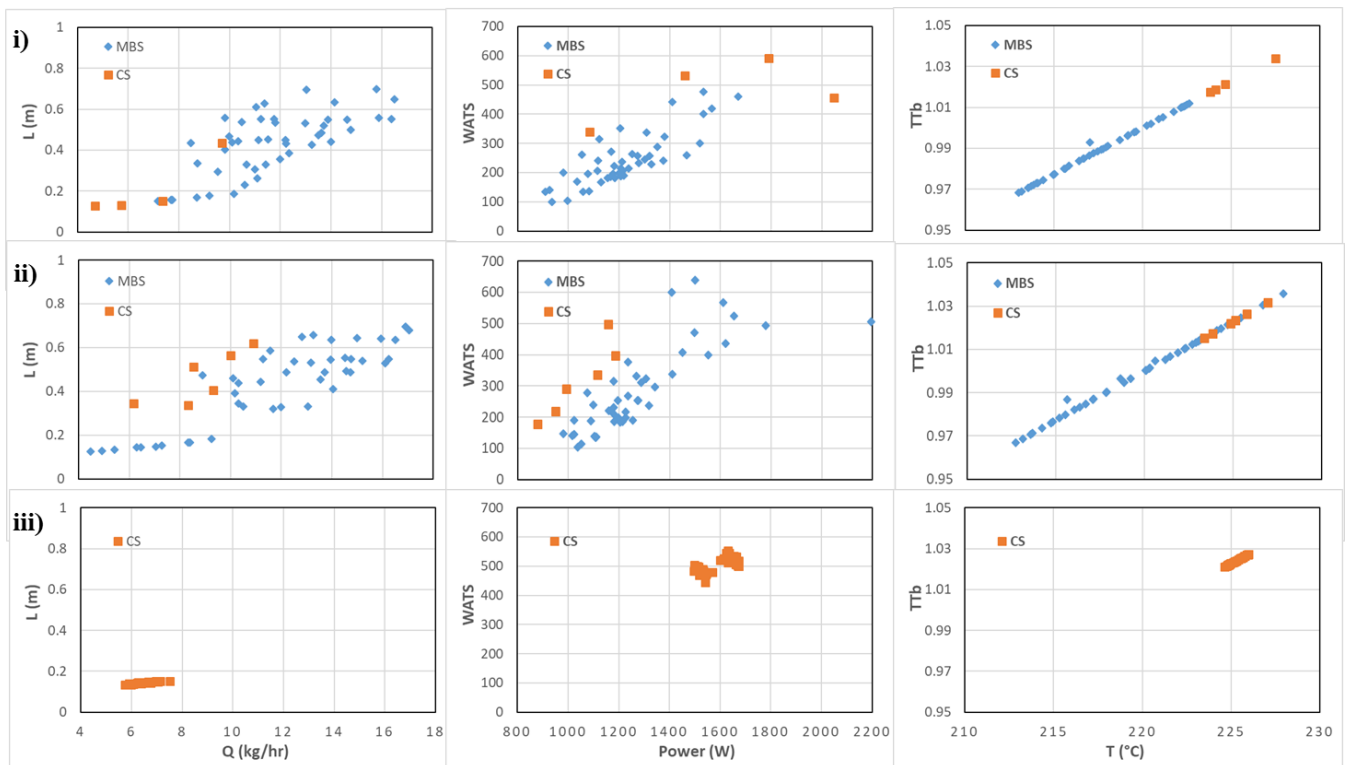 i)
L (m)
1
0.8
0.6
0.4
0.2
0
MBS
CS
WATS
700
600
500
400
300
200
100
0
MBS
CS
TTb
1.05
1.03
1.01
0.99
0.97
0.95
MBS
CS
ii)
L (m)
1
0.8
0.6
0.4
0.2
0
MBS
CS
WATS
700
600
500
400
300
200
100
0
MBS
CS
TTb
1.05
1.03
1.01
0.99
0.97
0.95
MBS
CS
iii)
L (m)
1
0.8
0.6
0.4
0.2
0
CS
4 6 8 10 12 14 16 18
Q (kg/hr)
WATS
700
600
500
400
300
200
100
0
CS
800 1000 1200 1400 1600 1800 2000 2200
Power (W)
TTb
1.05
1.03
1.01
0.99
0.97
0.95
CS
210 215 220 225 230
T (°C)